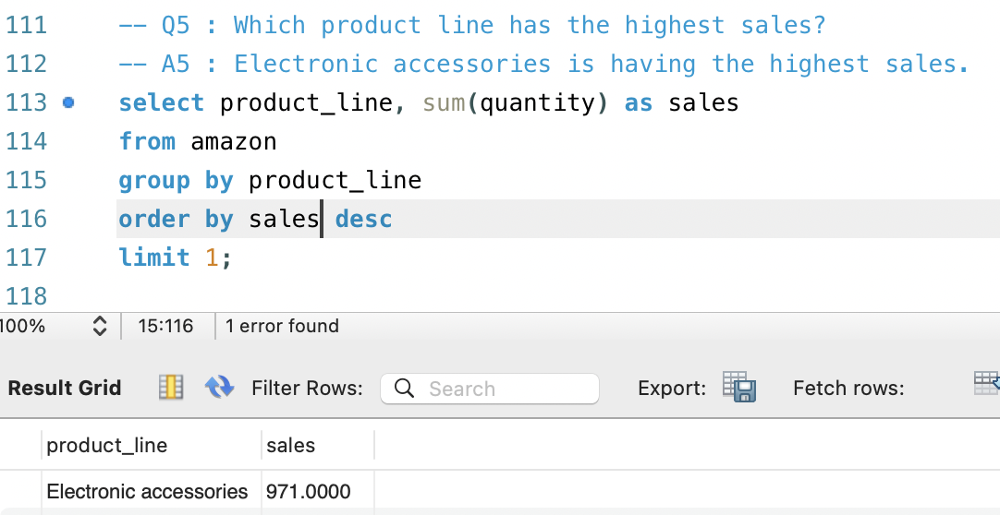 111 -- Q5 : Which product line has the highest sales?
112 -- A5 : Electronic accessories is having the highest sales.
113 select product_line, sum(quantity) as sales
114 from amazon
115 group by product_line
116 order by sales desc
117 limit 1;
118
100% 15:116 1 error found
Result Grid Filter Rows: Search Export: Fetch rows:
product_line sales
Electronic accessories 971.0000